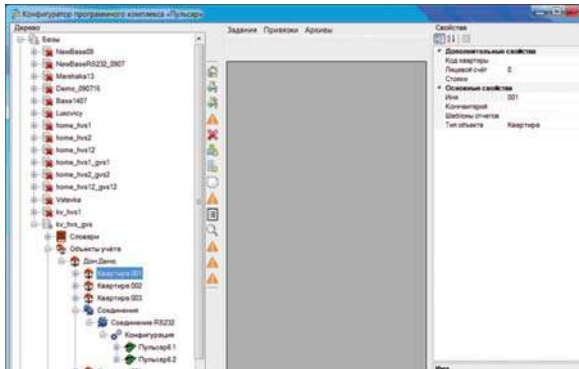 Конфигуратор программного комплекса «Пульсар»
Дерево
Базы
NewBase09
NewBaseRS232_0907
Marshaka13
Demo_090716
Base1407
Lukovicy
home_hvs1
home_hvs2
home_hvs12
home_hvs1_gvs1
home_hvs2_gvs2
home_hvs12_gvs12
Vstavka
kv_hvs1
kv_hvs_gvs
Словари
Объекты учёта
Дом Демо
Квартира 001
Квартира 002
Квартира 003
Соединения
Соединение RS232
Конфигурация
Пульсар6 1
Пульсар6 2
Задания Привязки Архивы
Свойства
Дополнительные свойства
Код квартиры
Лицевой счёт 0
Стояки
Основные свойства
Имя 001
Комментарий
Шаблоны отчетов
Тип объекта Квартира
Имя